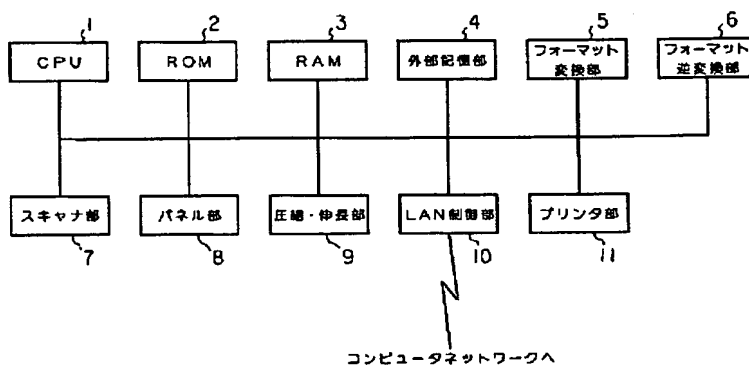 1
2
3
4
5
6
CPU
ROM
RAM
外部記憶部
フォーマット
変換部
フォーマット
逆変換部
スキャナ部
パネル部
圧縮・伸長部
LAN制御部
プリンタ部
7
8
9
10
11
コンピュータネットワークへ